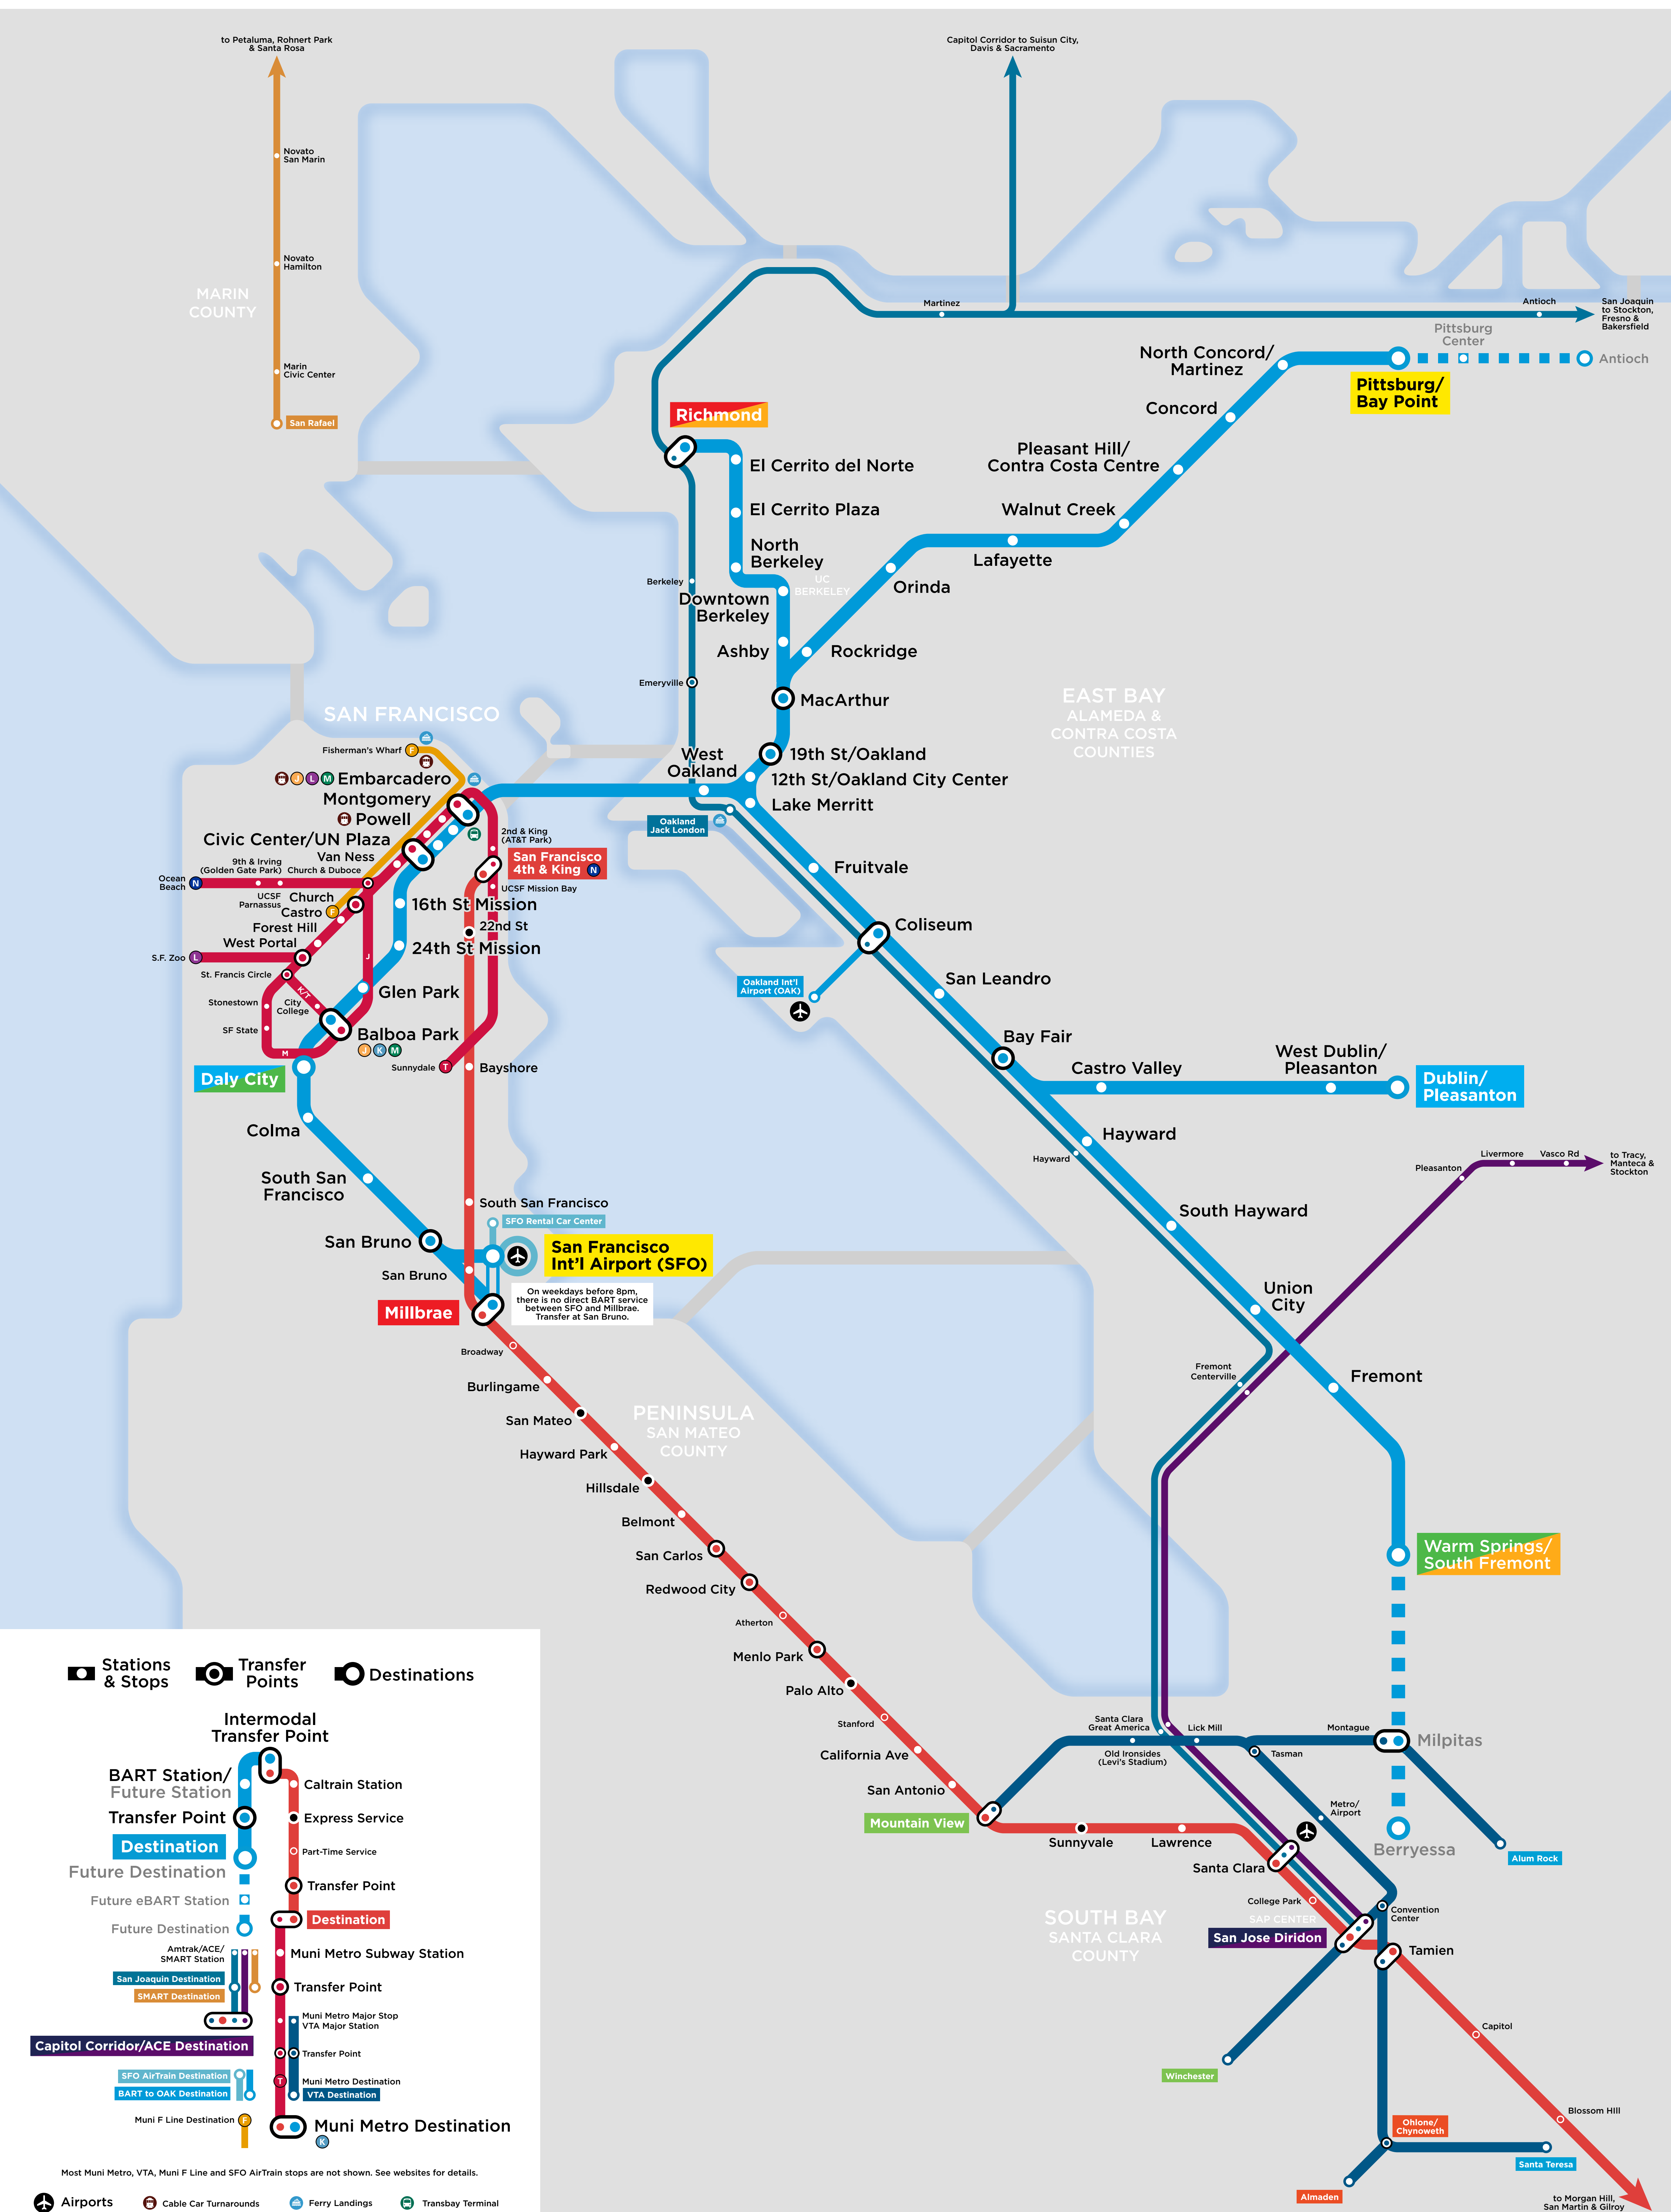 to Petaluma, Rohnert Park
& Santa Rosa
Capitol Corridor to Suisun City,
Davis & Sacramento
Novato
San Marin
Novato
Hamilton
MARIN
COUNTY
Marin
Civic Center
San Rafael
Martinez
Antioch
San Joaquin
to Stockton,
Fresno &
Bakersfield
Pittsburg
Center
Antioch
North Concord/
Martinez
Pittsburg/
Bay Point
Concord
Pleasant Hill/
Contra Costa Centre
Walnut Creek
Lafayette
Orinda
Rockridge
Richmond
El Cerrito del Norte
El Cerrito Plaza
North
Berkeley
UC
BERKELEY
Berkeley
Downtown
Berkeley
Ashby
Emeryville
MacArthur
EAST BAY
ALAMEDA &
CONTRA COSTA
COUNTIES
19th St/Oakland
12th St/Oakland City Center
Lake Merritt
West
Oakland
Oakland
Jack London
SAN FRANCISCO
Fisherman's Wharf
F
J
L
M
Embarcadero
Montgomery
Powell
Civic Center/UN Plaza
Van Ness
9th & Irving
(Golden Gate Park)
Church & Duboce
Ocean
Beach
N
UCSF
Parnassus
Church
Castro
F
Forest Hill
West Portal
S.F. Zoo
L
St. Francis Circle
Stonestown
City
College
SF State
K/T
J
M
2nd & King
(AT&T Park)
San Francisco
4th & King
N
UCSF Mission Bay
16th St Mission
22nd St
24th St Mission
Glen Park
Balboa Park
J
K
M
Sunnydale
T
Bayshore
Daly City
Colma
South San
Francisco
South San Francisco
SFO Rental Car Center
San Bruno
San Bruno
San Francisco
Int'l Airport (SFO)
On weekdays before 8pm,
there is no direct BART service
between SFO and Millbrae.
Transfer at San Bruno.
Millbrae
Fruitvale
Coliseum
Oakland Int'l
Airport (OAK)
San Leandro
Bay Fair
Castro Valley
West Dublin/
Pleasanton
Dublin/
Pleasanton
Hayward
Hayward
South Hayward
Union
City
Pleasanton
Livermore
Vasco Rd
to Tracy,
Manteca &
Stockton
Fremont
Centerville
Fremont
Warm Springs/
South Fremont
Broadway
Burlingame
San Mateo
PENINSULA
SAN MATEO
COUNTY
Hayward Park
Hillsdale
Belmont
San Carlos
Redwood City
Atherton
Menlo Park
Palo Alto
Stanford
California Ave
San Antonio
Mountain View
Sunnyvale
Lawrence
Santa Clara
Great America
Lick Mill
Old Ironsides
(Levi's Stadium)
Tasman
Montague
Milpitas
Metro/
Airport
Berryessa
Alum Rock
Santa Clara
College Park
SAP CENTER
San Jose Diridon
Convention
Center
Tamien
SOUTH BAY
SANTA CLARA
COUNTY
Capitol
Winchester
Blossom HIll
Ohlone/
Chynoweth
Santa Teresa
Almaden
to Morgan Hill,
San Martin & Gilroy
Stations
& Stops
Transfer
Points
Destinations
Intermodal
Transfer Point
BART Station/
Future Station
Transfer Point
Destination
Future Destination
Future eBART Station
Future Destination
Amtrak/ACE/
SMART Station
San Joaquin Destination
SMART Destination
Capitol Corridor/ACE Destination
SFO AirTrain Destination
BART to OAK Destination
Muni F Line Destination
F
Caltrain Station
Express Service
Part-Time Service
Transfer Point
Destination
Muni Metro Subway Station
Transfer Point
Muni Metro Major Stop
VTA Major Station
Transfer Point
T
Muni Metro Destination
VTA Destination
Muni Metro Destination
K
Most Muni Metro, VTA, Muni F Line and SFO AirTrain stops are not shown. See websites for details.
Airports
Cable Car Turnarounds
Ferry Landings
Transbay Terminal